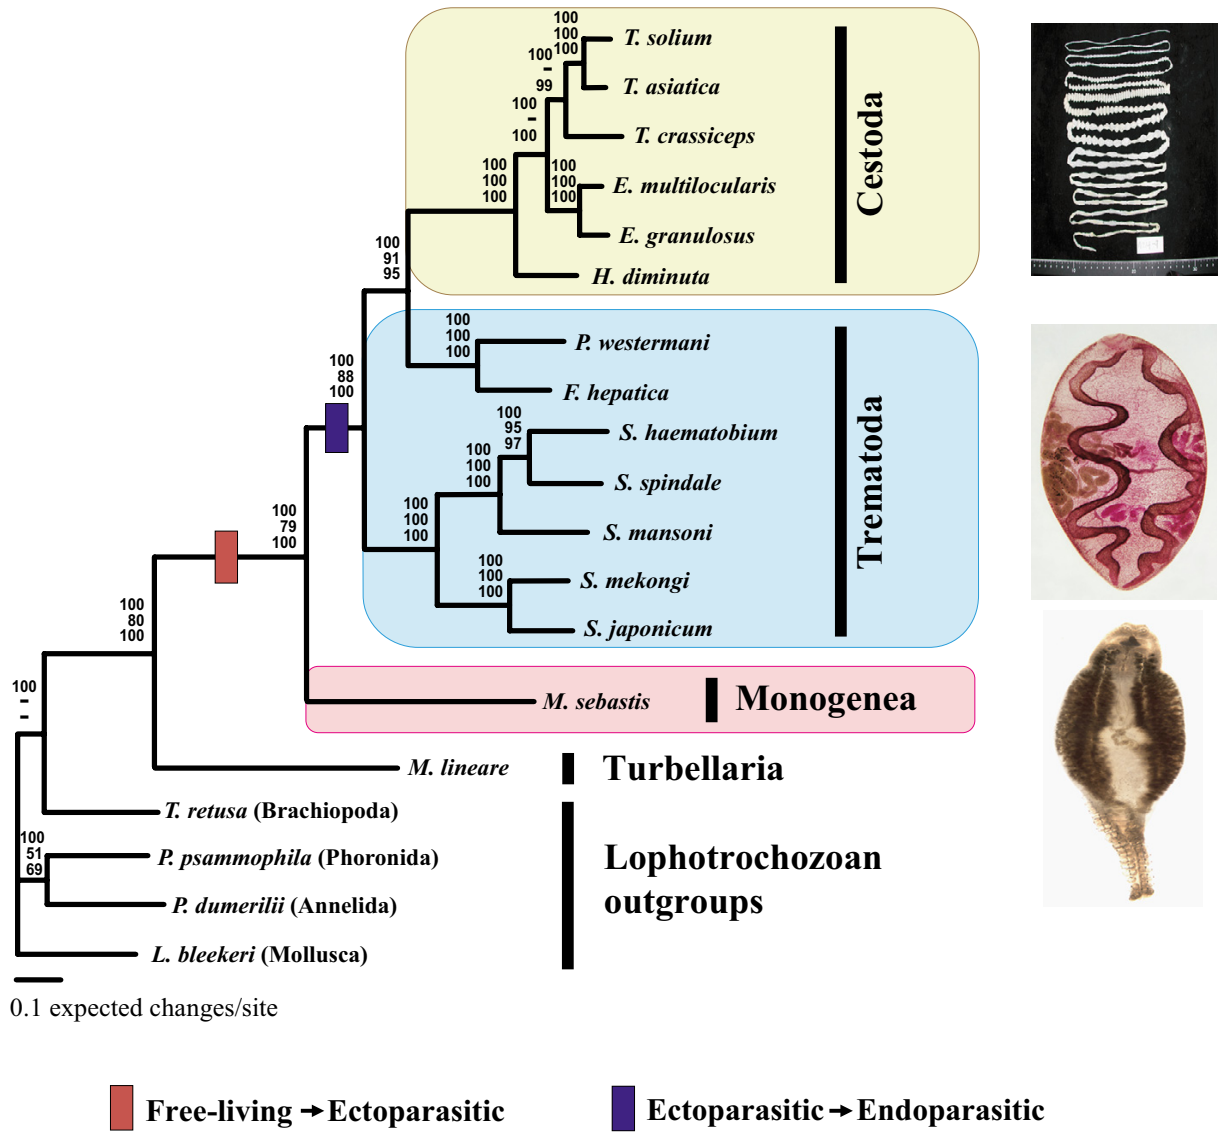 100
100
100
T. solium
100
-
99
T. asiatica
100
-
100
T. crassiceps
100
100
100
100
100
100
E. multilocularis
E. granulosus
H. diminuta
Cestoda
100
91
95
100
100
100
P. westermani
F. hepatica
100
88
100
100
95
97
S. haematobium
100
100
100
S. spindale
S. mansoni
100
100
100
100
100
100
S. mekongi
S. japonicum
Trematoda
100
79
100
M. sebastis
Monogenea
100
80
100
M. lineare
Turbellaria
100
-
-
T. retusa (Brachiopoda)
100
51
69
P. psammophila (Phoronida)
P. dumerilii (Annelida)
L. bleekeri (Mollusca)
Lophotrochozoan
outgroups
0.1 expected changes/site
Free-living → Ectoparasitic
Ectoparasitic → Endoparasitic